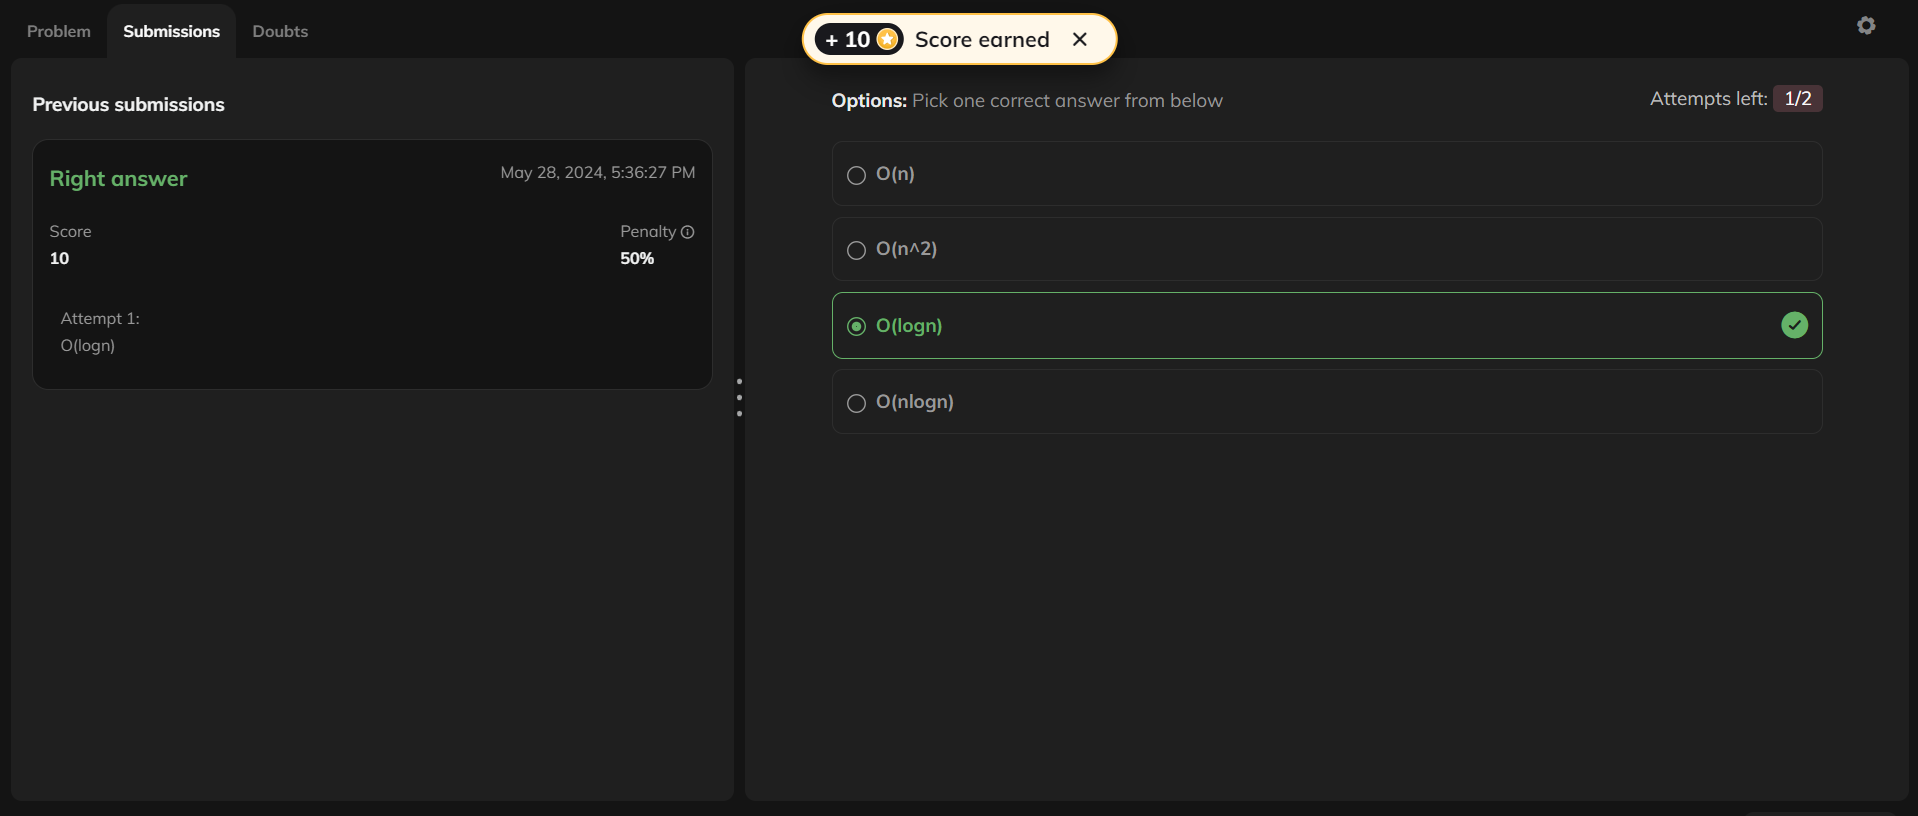 Problem
Submissions
Doubts
+ 10 Score earned
Previous submissions
Right answer
May 28, 2024, 5:36:27 PM
Score
Penalty
10
50%
Attempt 1:
O(logn)
Options: Pick one correct answer from below
Attempts left: 1/2
O(n)
O(n^2)
O(logn)
O(nlogn)